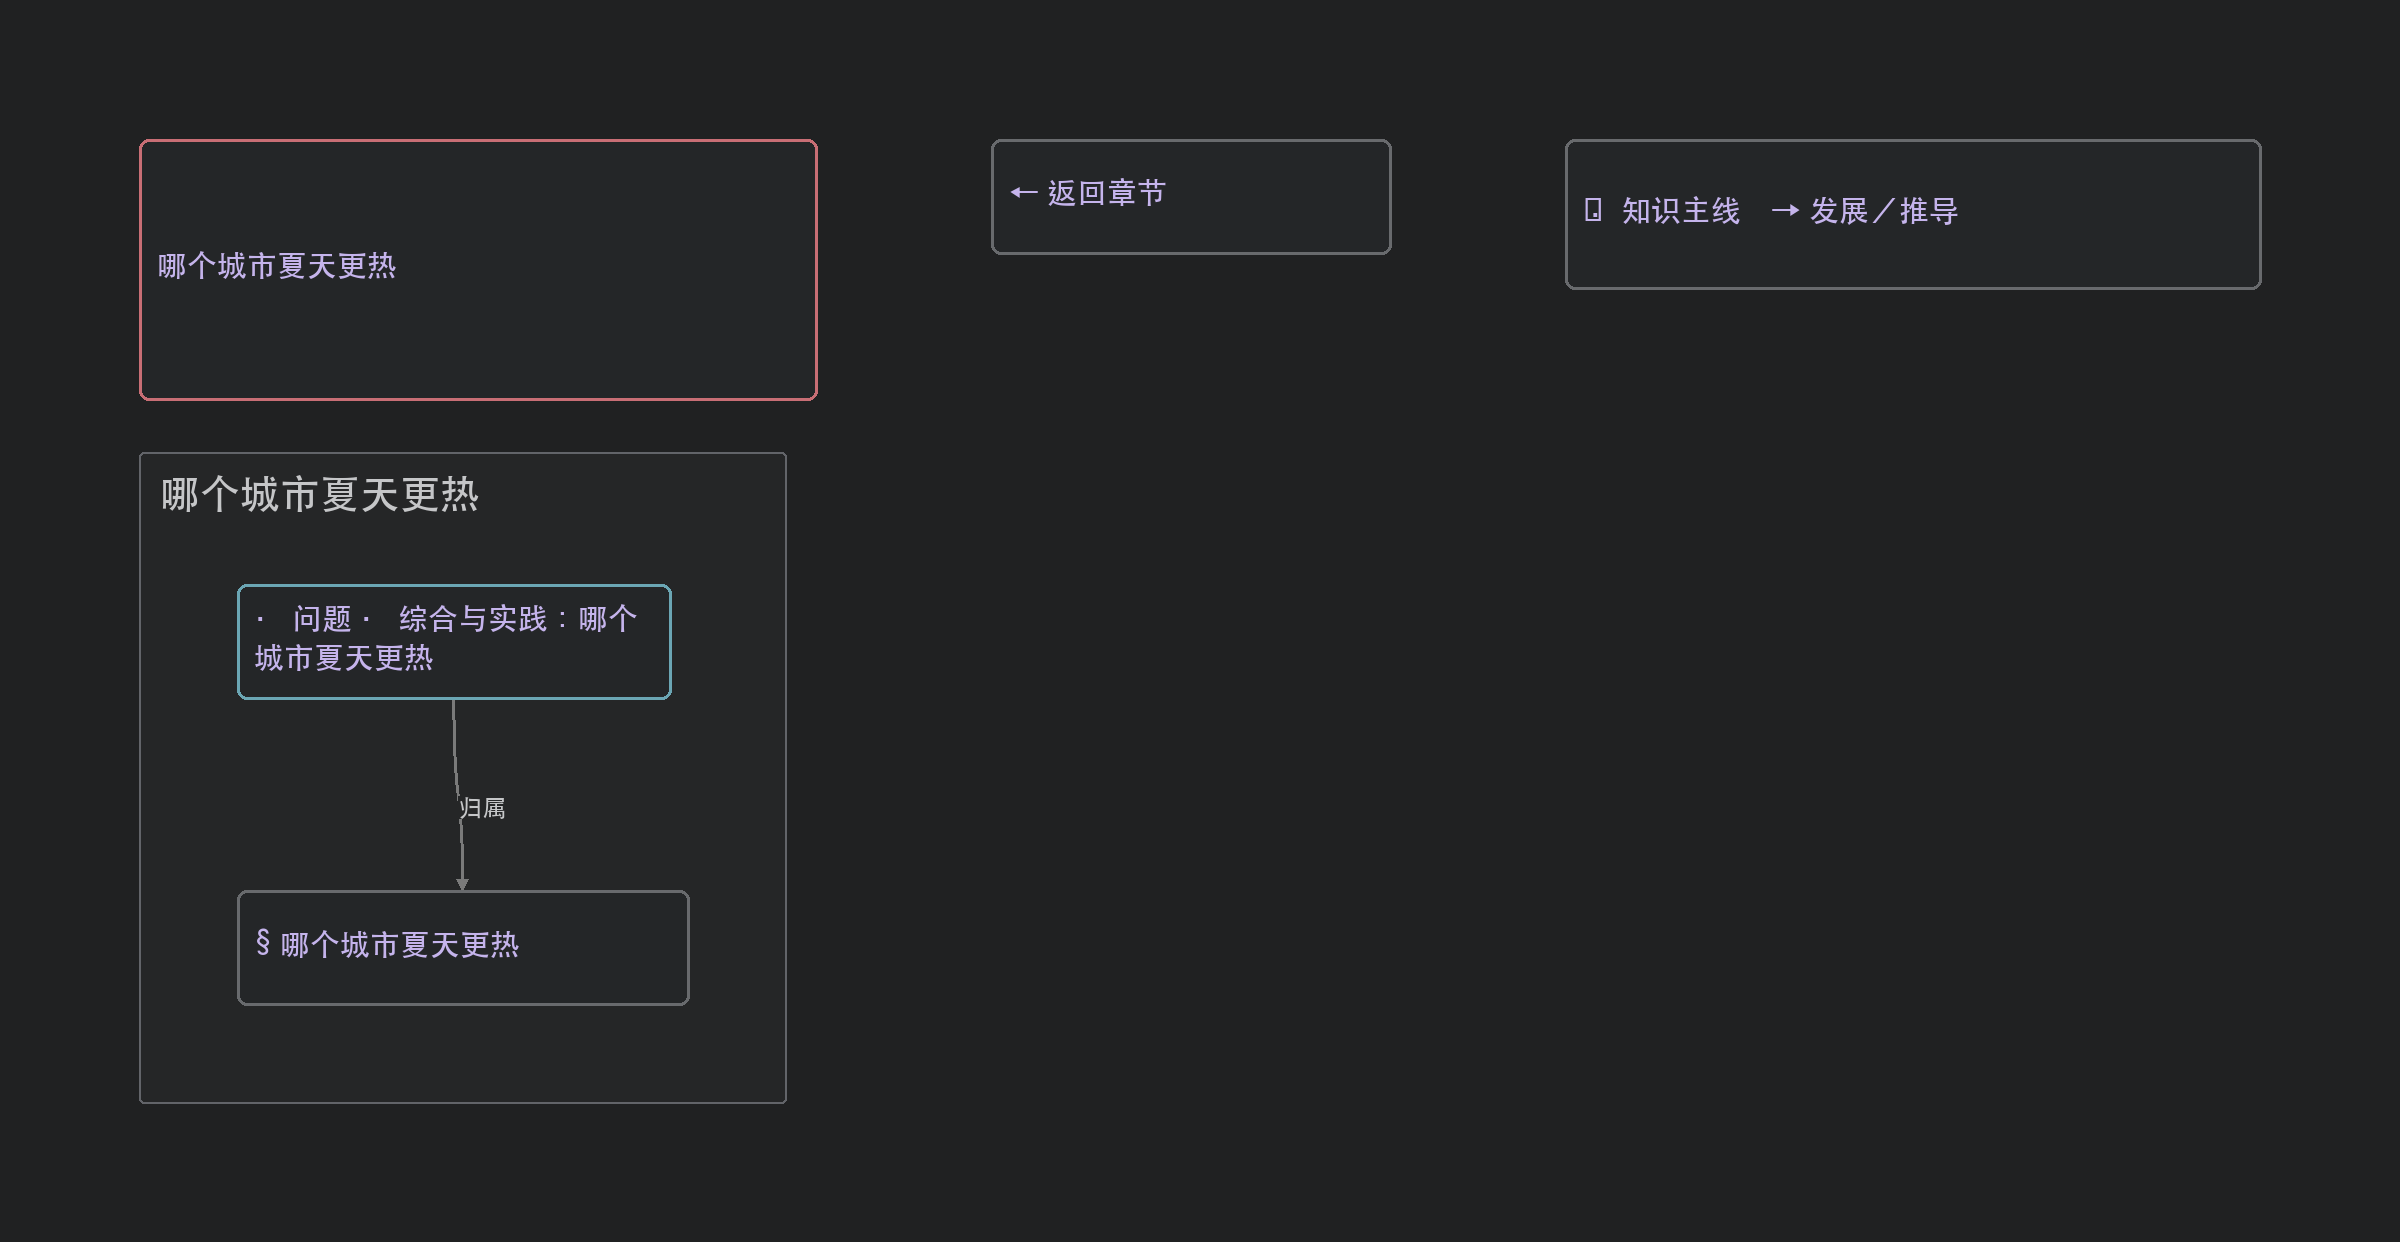 哪个城市夏天更热
← 返回章节
知识主线 → 发展／推导
哪个城市夏天更热
· 问题· 综合与实践：哪个
城市夏天更热
归属
§ 哪个城市夏天更热